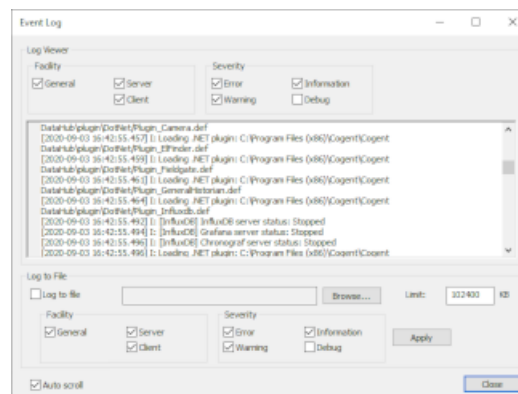 Event Log
Log Viewer
Facility
Severity
General
Server
Error
Information
Client
Warning
Debug
DataHub\plugin\DotNet/Plugin_Camera.def
[2020-09-03 16:42:55.457] I: Loading .NET plugin: C:\Program Files (x86)\Cogent\Cogent
DataHub\plugin\DotNet/Plugin_ElFinder.def
[2020-09-03 16:42:55.459] I: Loading .NET plugin: C:\Program Files (x86)\Cogent\Cogent
DataHub\plugin\DotNet/Plugin_Fieldgate.def
[2020-09-03 16:42:55.461] I: Loading .NET plugin: C:\Program Files (x86)\Cogent\Cogent
DataHub\plugin\DotNet/Plugin_GeneralHistorian.def
[2020-09-03 16:42:55.464] I: Loading .NET plugin: C:\Program Files (x86)\Cogent\Cogent
DataHub\plugin\DotNet/Plugin_Influxdb.def
[2020-09-03 16:42:55.492] I: [InfluxDB] InfluxDB server status: Stopped
[2020-09-03 16:42:55.494] I: [InfluxDB] Grafana server status: Stopped
[2020-09-03 16:42:55.496] I: [InfluxDB] Chronograf server status: Stopped
[2020-09-03 16:42:55.496] I: Loading .NET plugin: C:\Program Files (x86)\Cogent\Cogent
Log to File
Log to file
Browse...
Limit:
102400
KB
Facility
Severity
General
Server
Error
Information
Apply
Client
Warning
Debug
Auto scroll
Close